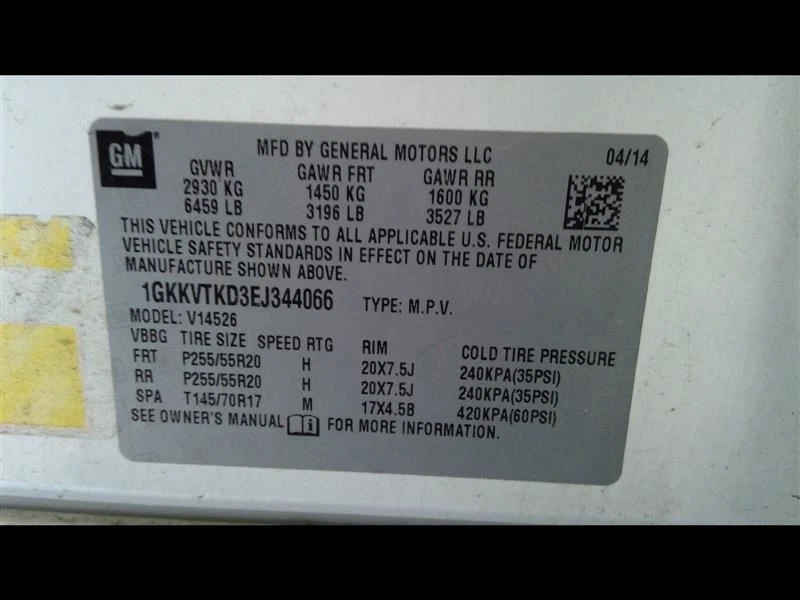 GM ®
MFD BY GENERAL MOTORS LLC 04/14
GVWR GAWR FRT GAWR RR
2930 KG 1450 KG 1600 KG
6459 LB 3196 LB 3527 LB
THIS VEHICLE CONFORMS TO ALL APPLICABLE U.S. FEDERAL MOTOR
VEHICLE SAFETY STANDARDS IN EFFECT ON THE DATE OF
MANUFACTURE SHOWN ABOVE.
1GKKVTKD3EJ344066 TYPE: M.P.V.
MODEL: V14526
VBBG TIRE SIZE SPEED RTG RIM COLD TIRE PRESSURE
FRT P255/55R20 H 20X7.5J 240KPA(35PSI)
RR P255/55R20 H 20X7.5J 240KPA(35PSI)
SPA T145/70R17 M 17X4.5B 420KPA(60PSI)
SEE OWNER'S MANUAL i FOR MORE INFORMATION.